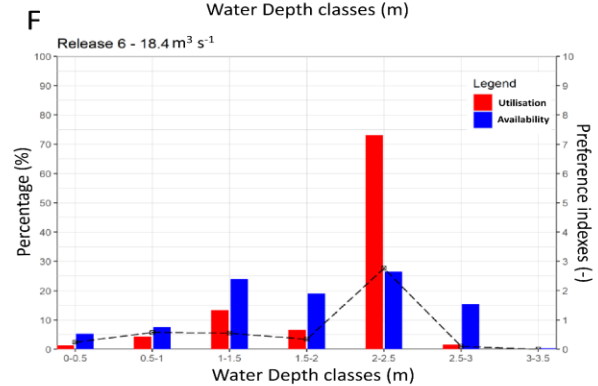 Water Depth classes (m)
F
Release 6 - 18.4 m³ s⁻¹
100
90
80
70
60
50
40
30
20
10
0
Percentage (%)
Legend
Utilisation
Availability
10
9
8
7
6
5
4
3
2
1
0
Preference indexes (-)
0-0.5 0.5-1 1-1.5 1.5-2 2-2.5 2.5-3 3-3.5
Water Depth classes (m)